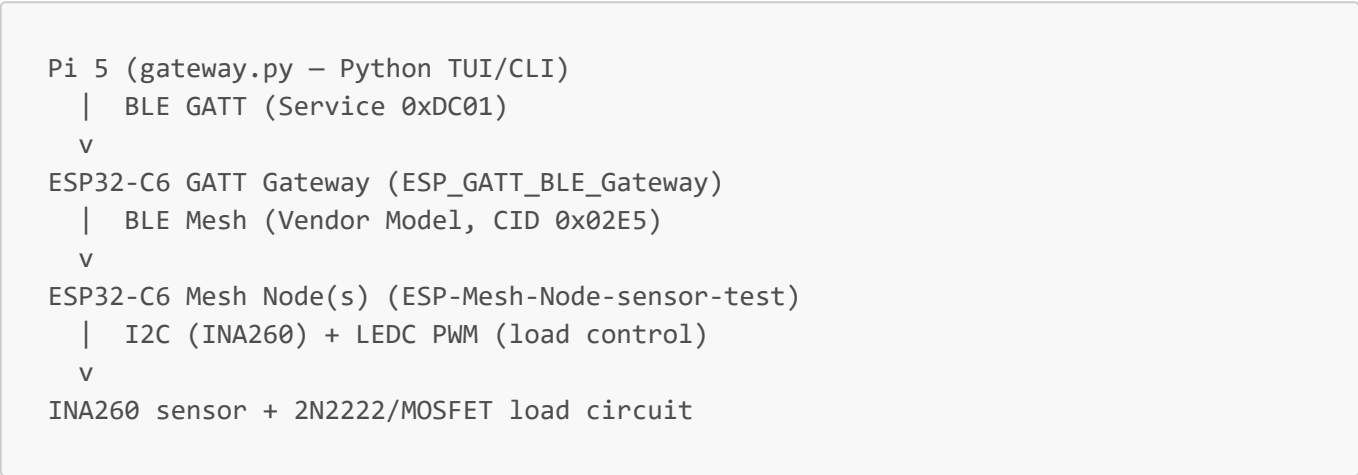 Pi 5 (gateway.py — Python TUI/CLI)
  |  BLE GATT (Service 0xDC01)
  v
ESP32-C6 GATT Gateway (ESP_GATT_BLE_Gateway)
  |  BLE Mesh (Vendor Model, CID 0x02E5)
  v
ESP32-C6 Mesh Node(s) (ESP-Mesh-Node-sensor-test)
  |  I2C (INA260) + LEDC PWM (load control)
  v
INA260 sensor + 2N2222/MOSFET load circuit